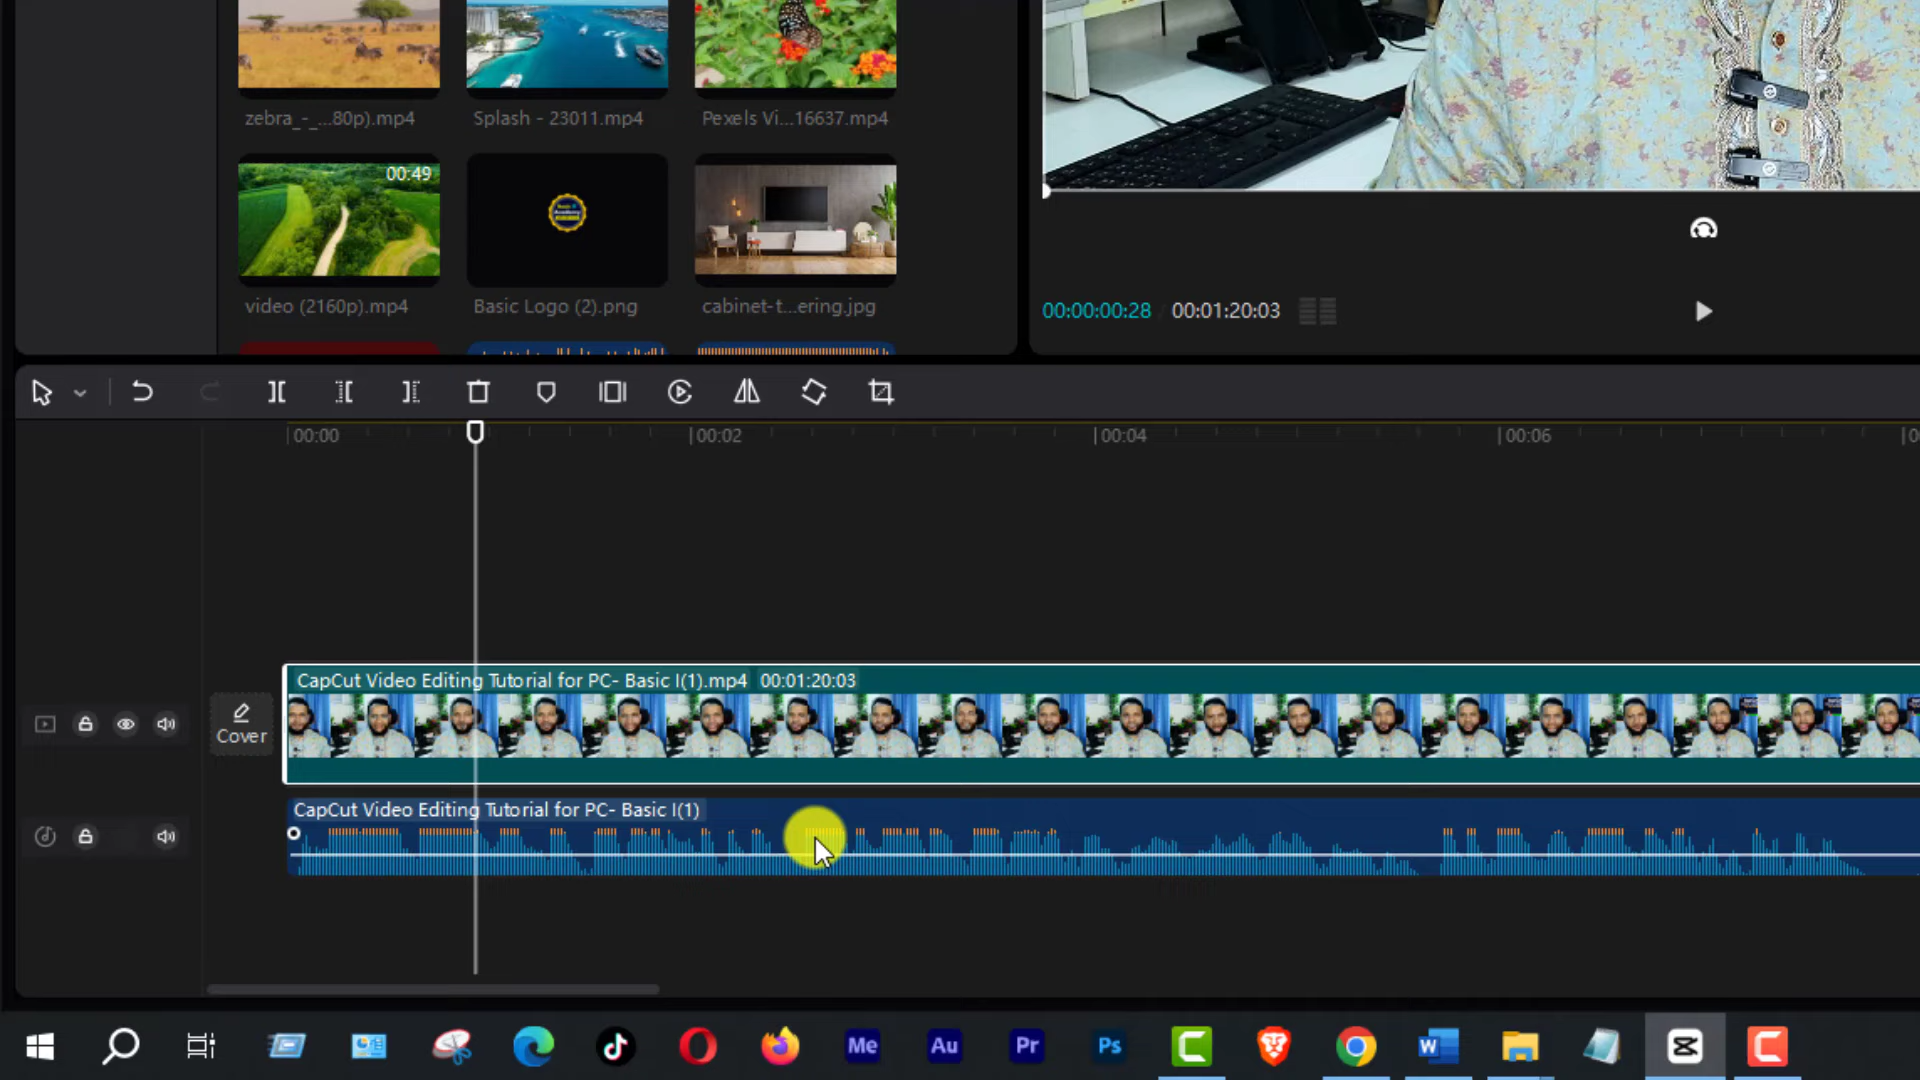 zebra_-_...80p).mp4
Splash - 23011.mp4
Pexels Vi...16637.mp4
00:49
video (2160p).mp4
Basic Logo (2).png
cabinet-t...ering.jpg
00:00:00:28
00:01:20:03
00:00
00:02
00:04
00:06
CapCut Video Editing Tutorial for PC- Basic I(1).mp4 00:01:20:03
Cover
CapCut Video Editing Tutorial for PC- Basic I(1)
Me
Au
Pr
Ps